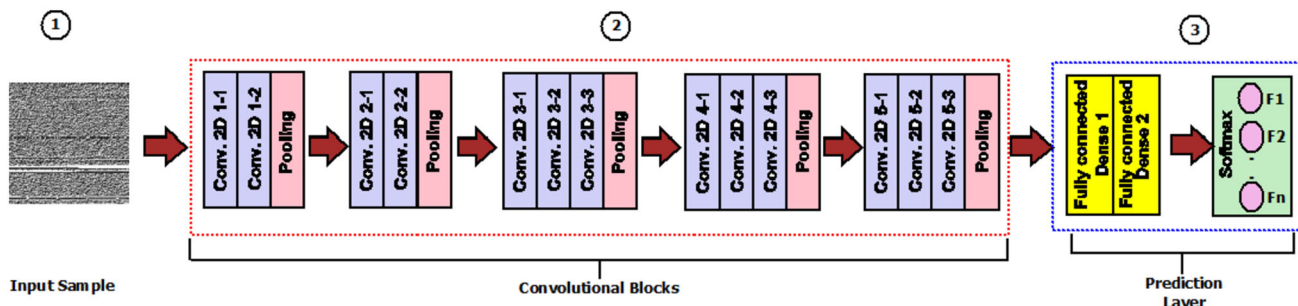 1
2
3
Conv. 2D 1-1
Conv. 2D 1-2
Pooling
Conv. 2D 2-1
Conv. 2D 2-2
Pooling
Conv. 2D 3-1
Conv. 2D 3-2
Conv. 2D 3-3
Pooling
Conv. 2D 4-1
Conv. 2D 4-2
Conv. 2D 4-3
Pooling
Conv. 2D 5-1
Conv. 2D 5-2
Conv. 2D 5-3
Pooling
Fully connected
Dense 1
Fully connected
Dense 2
Softmax
F1
F2
.
.
Fn
Input Sample
Convolutional Blocks
Prediction
Layer